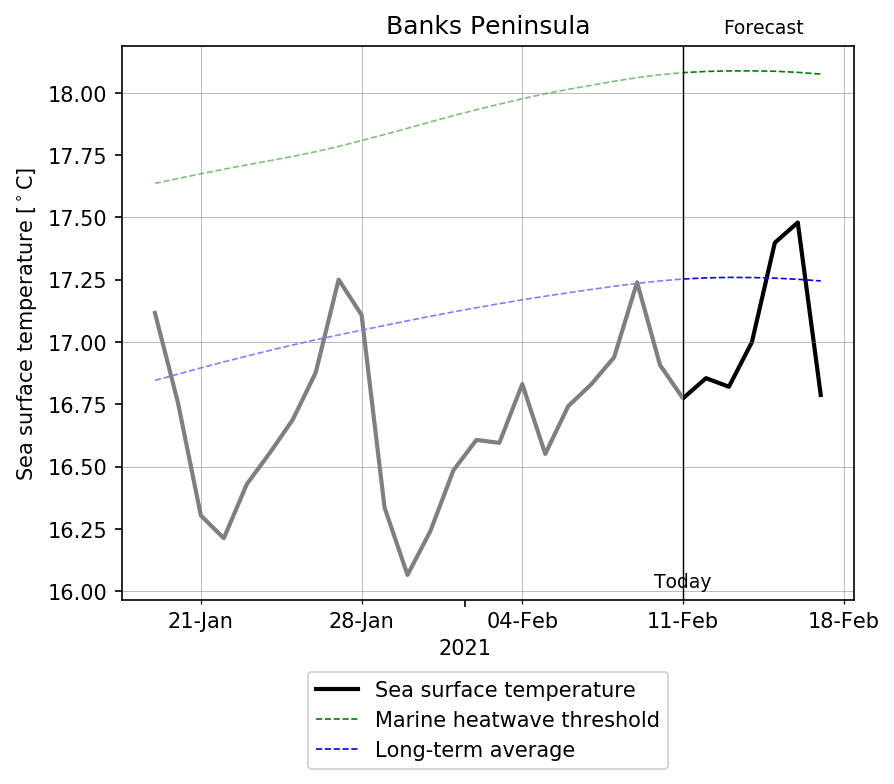 Banks Peninsula
Forecast
Sea surface temperature [°C]
18.00
17.75
17.50
17.25
17.00
16.75
16.50
16.25
16.00
Today
21-Jan 28-Jan 04-Feb 11-Feb 18-Feb
2021
Sea surface temperature
Marine heatwave threshold
Long-term average